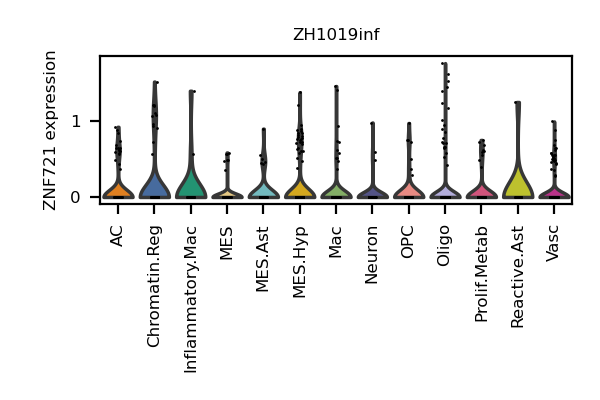 ZH1019inf
ZNF721 expression
1
0
AC
Chromatin.Reg
Inflammatory.Mac
MES
MES.Ast
MES.Hyp
Mac
Neuron
OPC
Oligo
Prolif.Metab
Reactive.Ast
Vasc